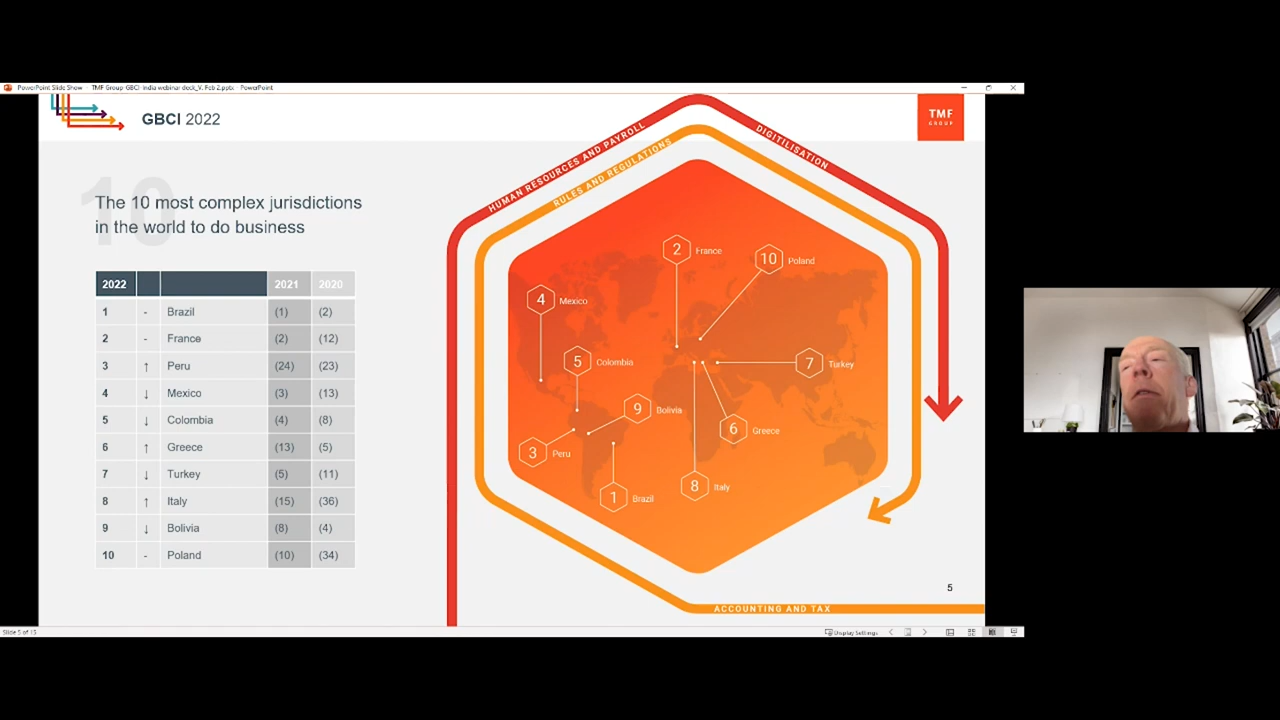 PowerPoint Slide Show - TMF Group-GBCI-India webinar deck_V. Feb 2.pptx - PowerPoint
GBCI 2022
TMF
GROUP
10
The 10 most complex jurisdictions
in the world to do business
2022 2021 2020
1 - Brazil (1) (2)
2 - France (2) (12)
3 ↑ Peru (24) (23)
4 ↓ Mexico (3) (13)
5 ↓ Colombia (4) (8)
6 ↑ Greece (13) (5)
7 ↓ Turkey (5) (11)
8 ↑ Italy (15) (36)
9 ↓ Bolivia (8) (4)
10 - Poland (10) (34)
HUMAN RESOURCES AND PAYROLL
DIGITILISATION
RULES AND REGULATIONS
2 France
10 Poland
4 Mexico
5 Colombia
7 Turkey
9 Bolivia
6 Greece
3 Peru
8 Italy
1 Brazil
ACCOUNTING AND TAX
5
Slide 5 of 13
Display Settings